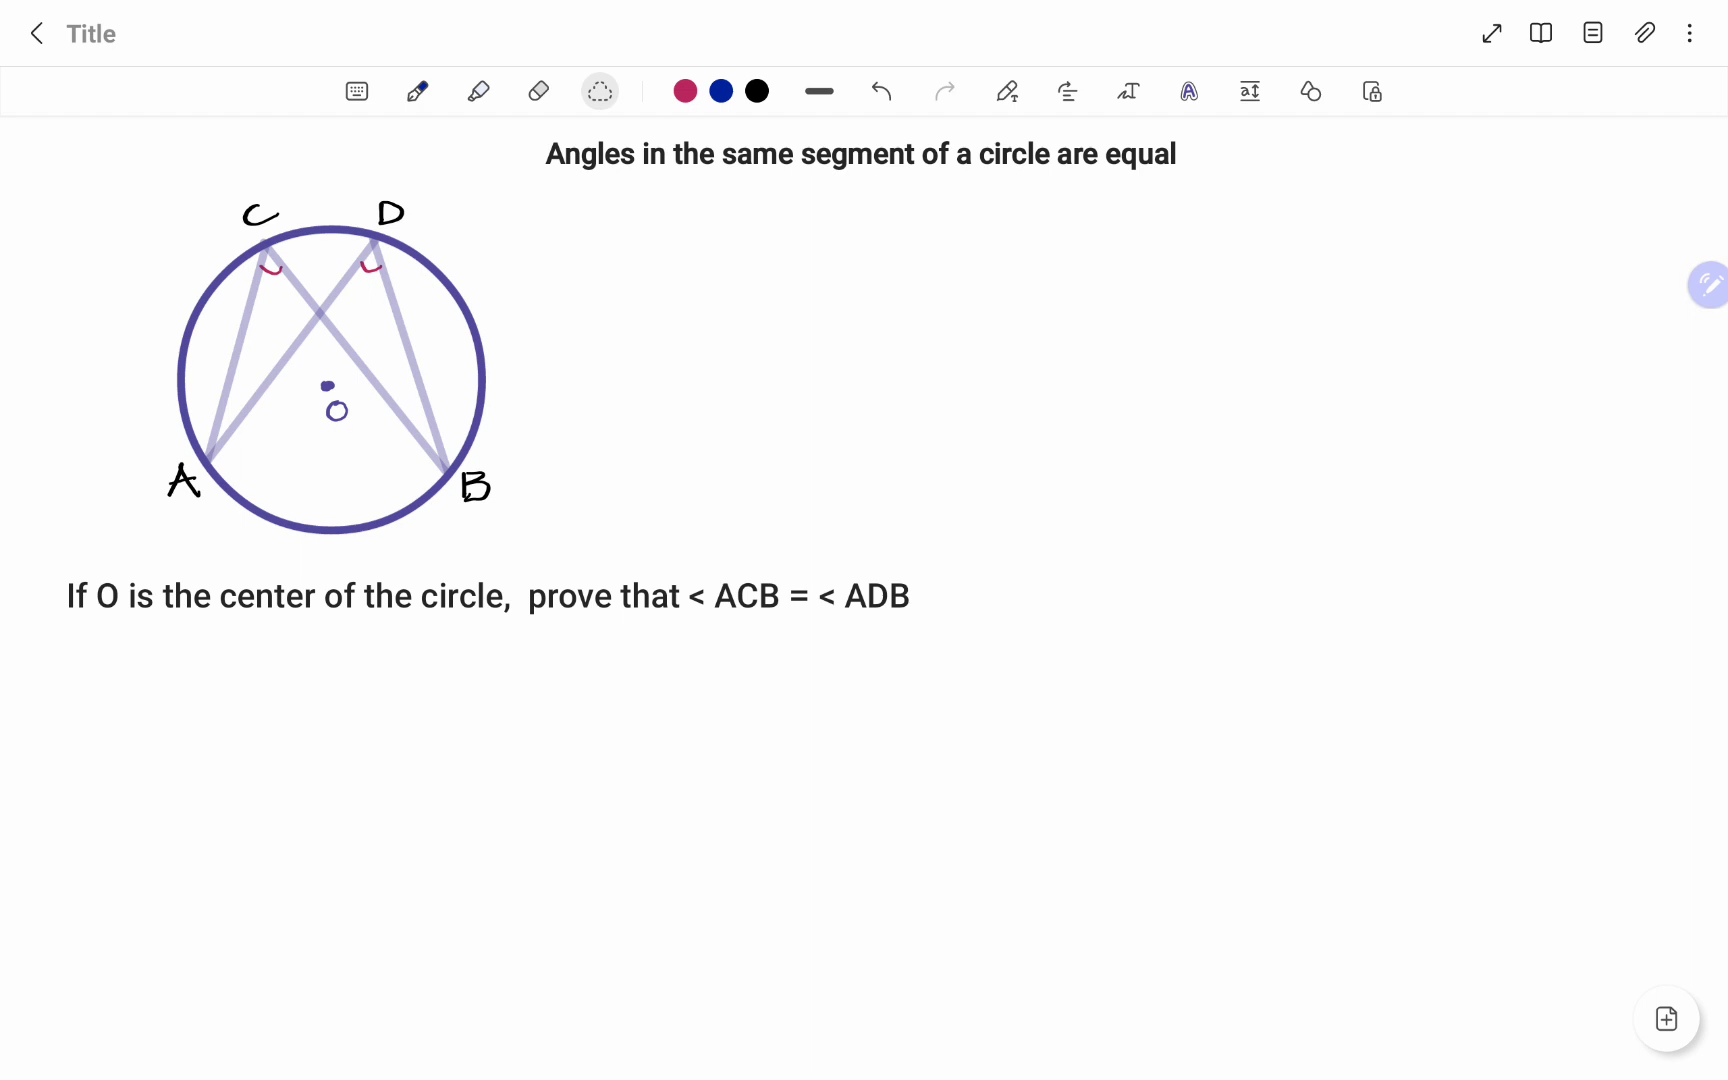 Title
Angles in the same segment of a circle are equal
C D
O
A B
If O is the center of the circle, prove that < ACB = < ADB